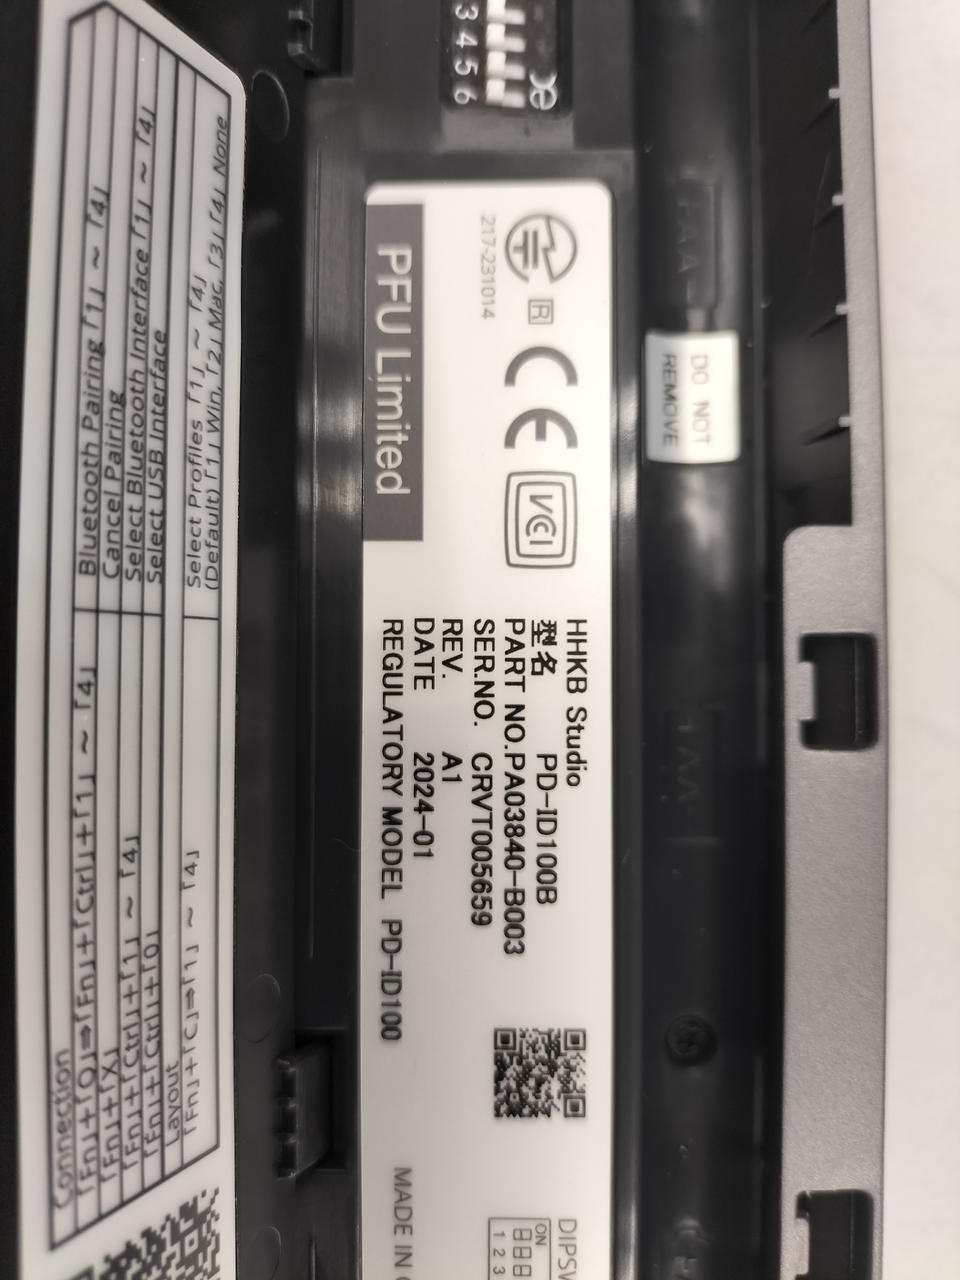 Connection
「Fn」+「Q」⇒「Fn」+「Ctrl」+「1」 ~ 「4」 Bluetooth Pairing 「1」 ~ 「4」
「Fn」+「X」 Cancel Pairing
「Fn」+「Ctrl」+「1」 ~ 「4」 Select Bluetooth Interface 「1」 ~ 「4」
「Fn」+「Ctrl」+「0」 Select USB Interface
Layout
「Fn」+「C」⇒「1」 ~ 「4」 Select Profiles 「1」 ~ 「4」
(Default) 「1」 Win, 「2」 Mac, 「3」「4」 None
3 4 5 6
R
217-231014
CE
VCI
PFU Limited
HHKB Studio
型名 PD-ID100B
PART NO.PA03840-B003
SER.NO. CRVT005659
REV. A1
DATE 2024-01
REGULATORY MODEL PD-ID100
MADE IN
ON
1 2 3
DO NOT
REMOVE